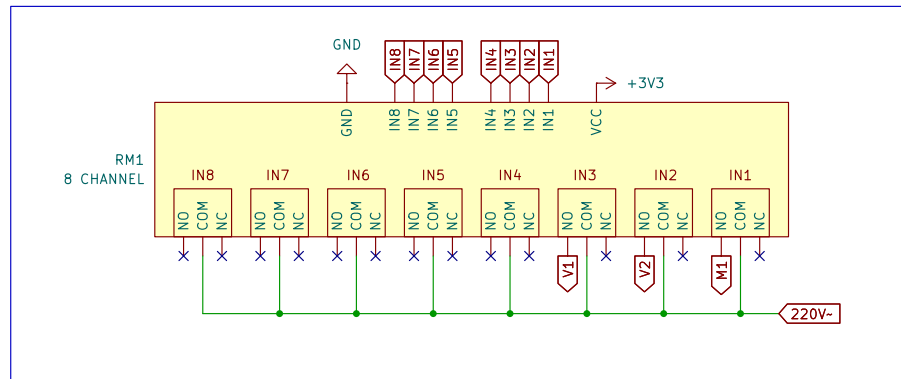 GND
IN8 IN7 IN6 IN5 IN4 IN3 IN2 IN1
+3V3
GND IN8 IN7 IN6 IN5 IN4 IN3 IN2 IN1 VCC
RM1
8 CHANNEL
IN8 IN7 IN6 IN5 IN4 IN3 IN2 IN1
NO COM NC NO COM NC NO COM NC NO COM NC NO COM NC NO COM NC NO COM NC NO COM NC
V1 V2 M1
220V~